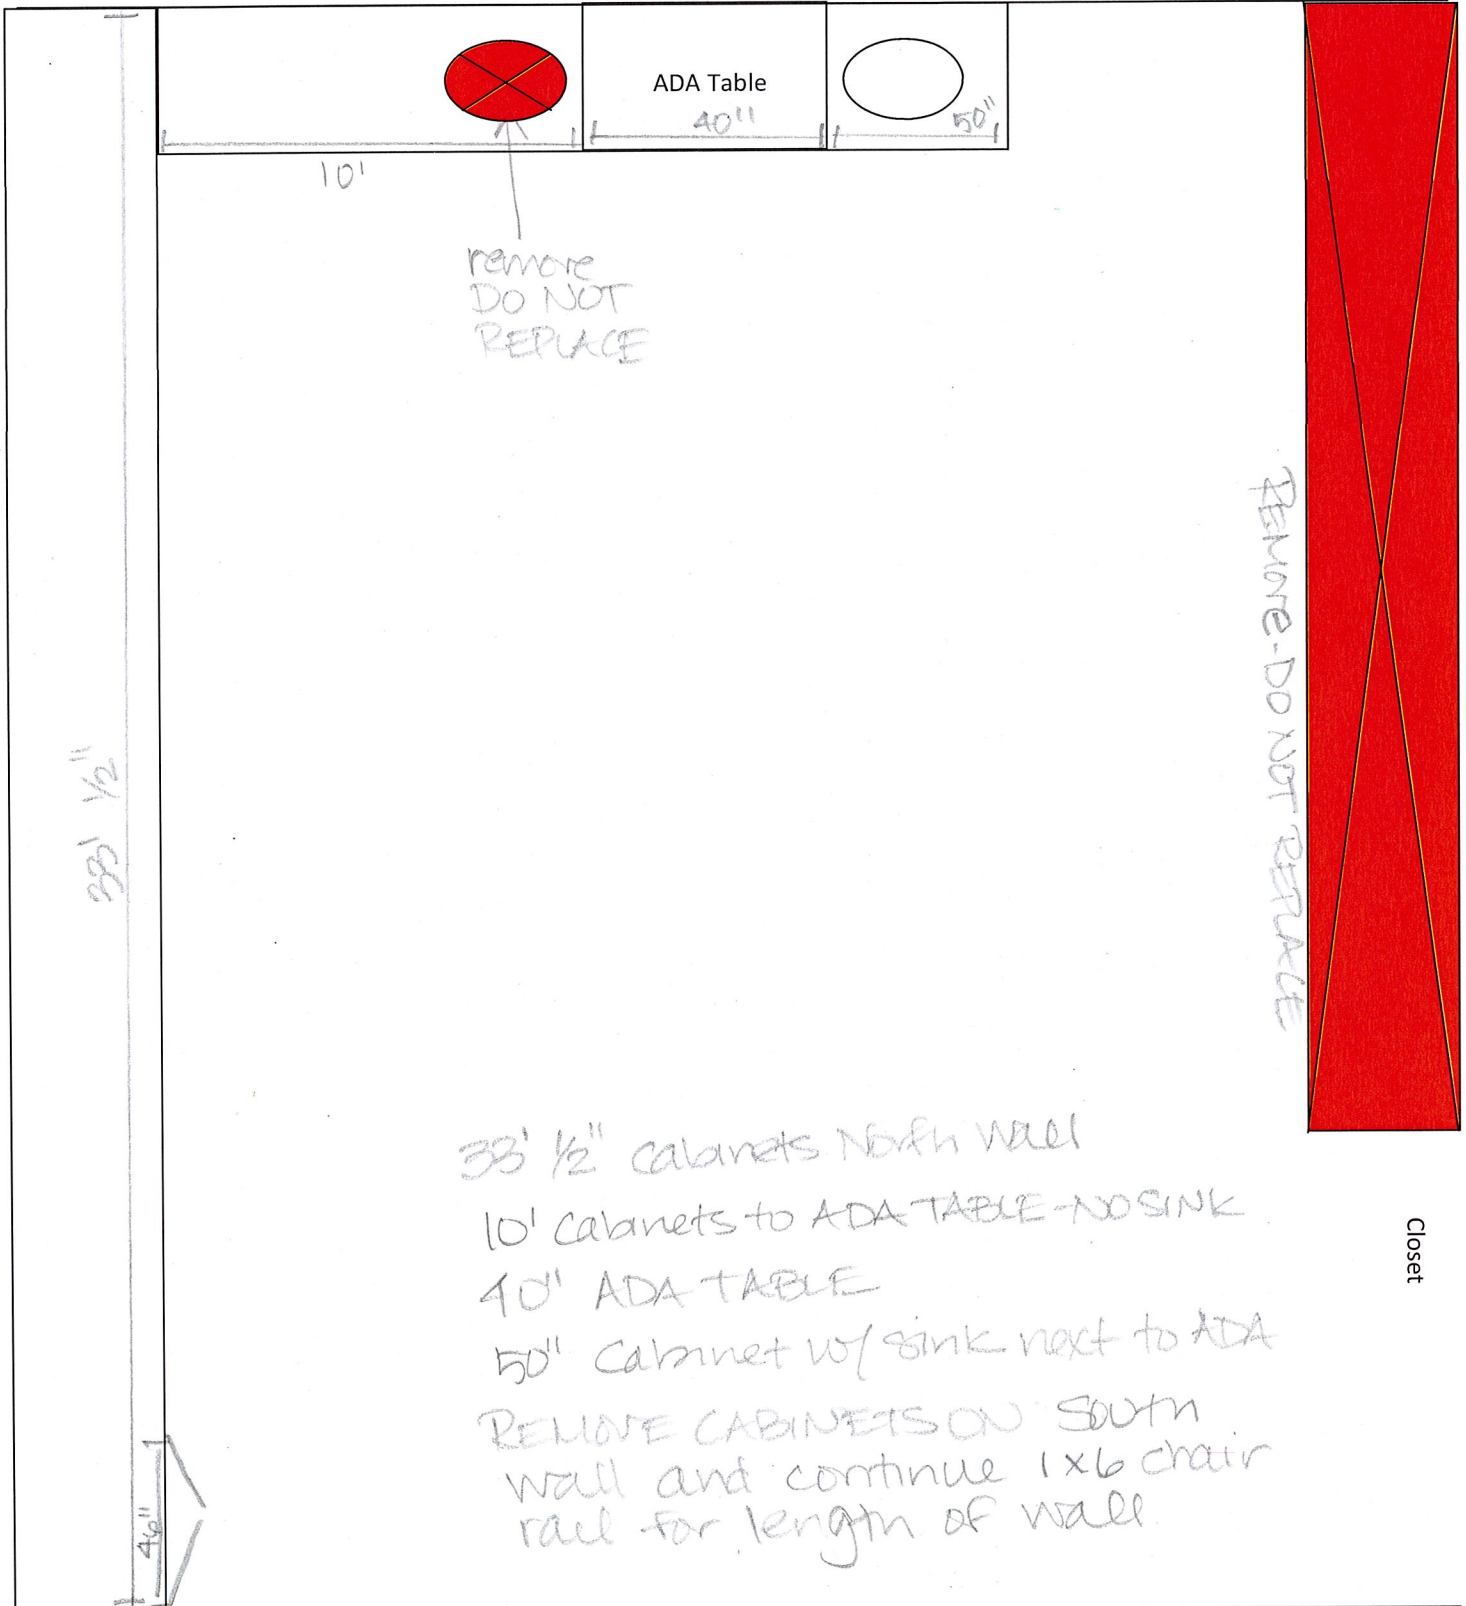 ADA Table
40"
50"
10'
remove
DO NOT
REPLACE
REMOVE-DO NOT REPLACE
33' 1/2"
33' 1/2" cabinets North Wall
10' cabinets to ADA TABLE-NO SINK
40" ADA TABLE
50" Cabinet w/ sink next to ADA
REMOVE CABINETS ON South
wall and continue 1x6 chair
rail for length of wall
Closet
46"